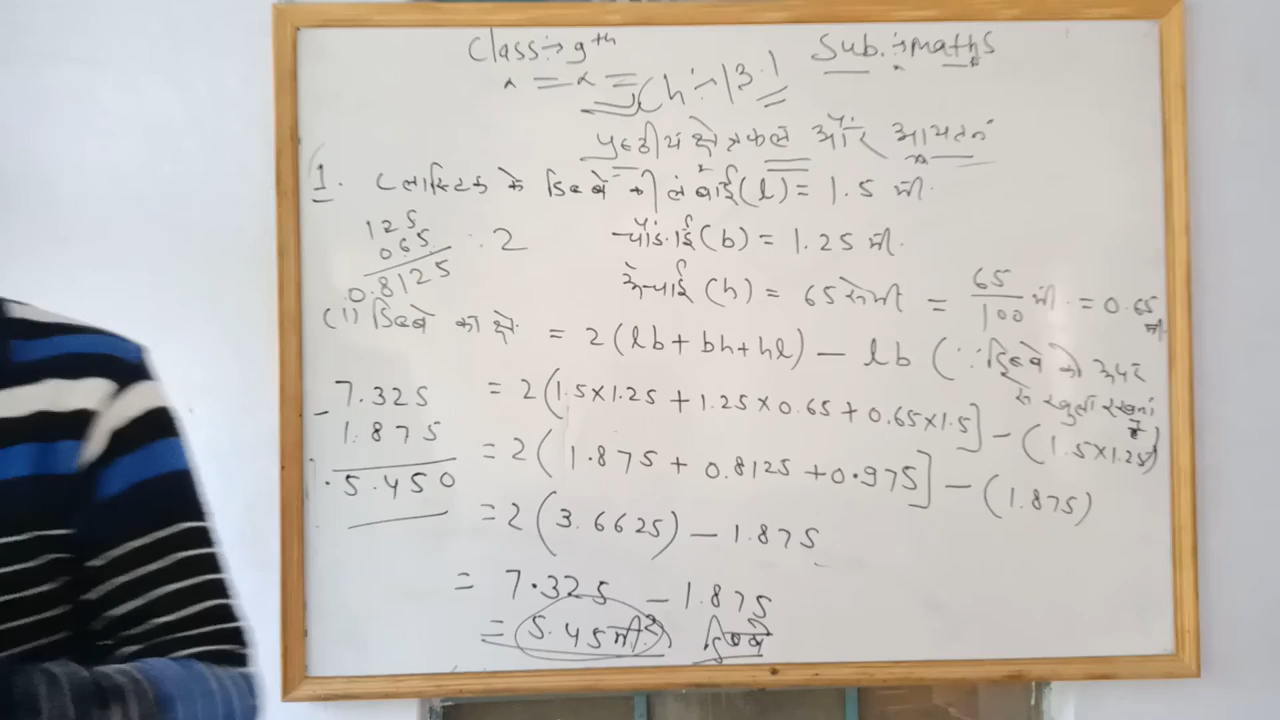 Class:→ 9th Sub.:→maths
Ch:-13.1
पृष्ठीय क्षेत्रफल और आयतन
1. प्लास्टिक के डिब्बे की लंबाई(l) = 1.5 मी.
चौड़ाई(b) = 1.25 मी.
ऊँचाई (h) = 65 सेमी = 65/100 मी. = 0.65 मी
125
065
0.8125
2
(1) डिब्बे का क्षे. = 2(lb+bh+hl) – lb (∵ डिब्बे को ऊपर
से खुला रखना है
= 2(1.5×1.25 + 1.25×0.65 + 0.65×1.5] – (1.5×1.25)
= 2(1.875 + 0.8125 +0.975] – (1.875)
= 2(3.6625) – 1.875
= 7.325 – 1.875
= 5.45 मी² डिब्बे
7.325
– 1.875
5.450